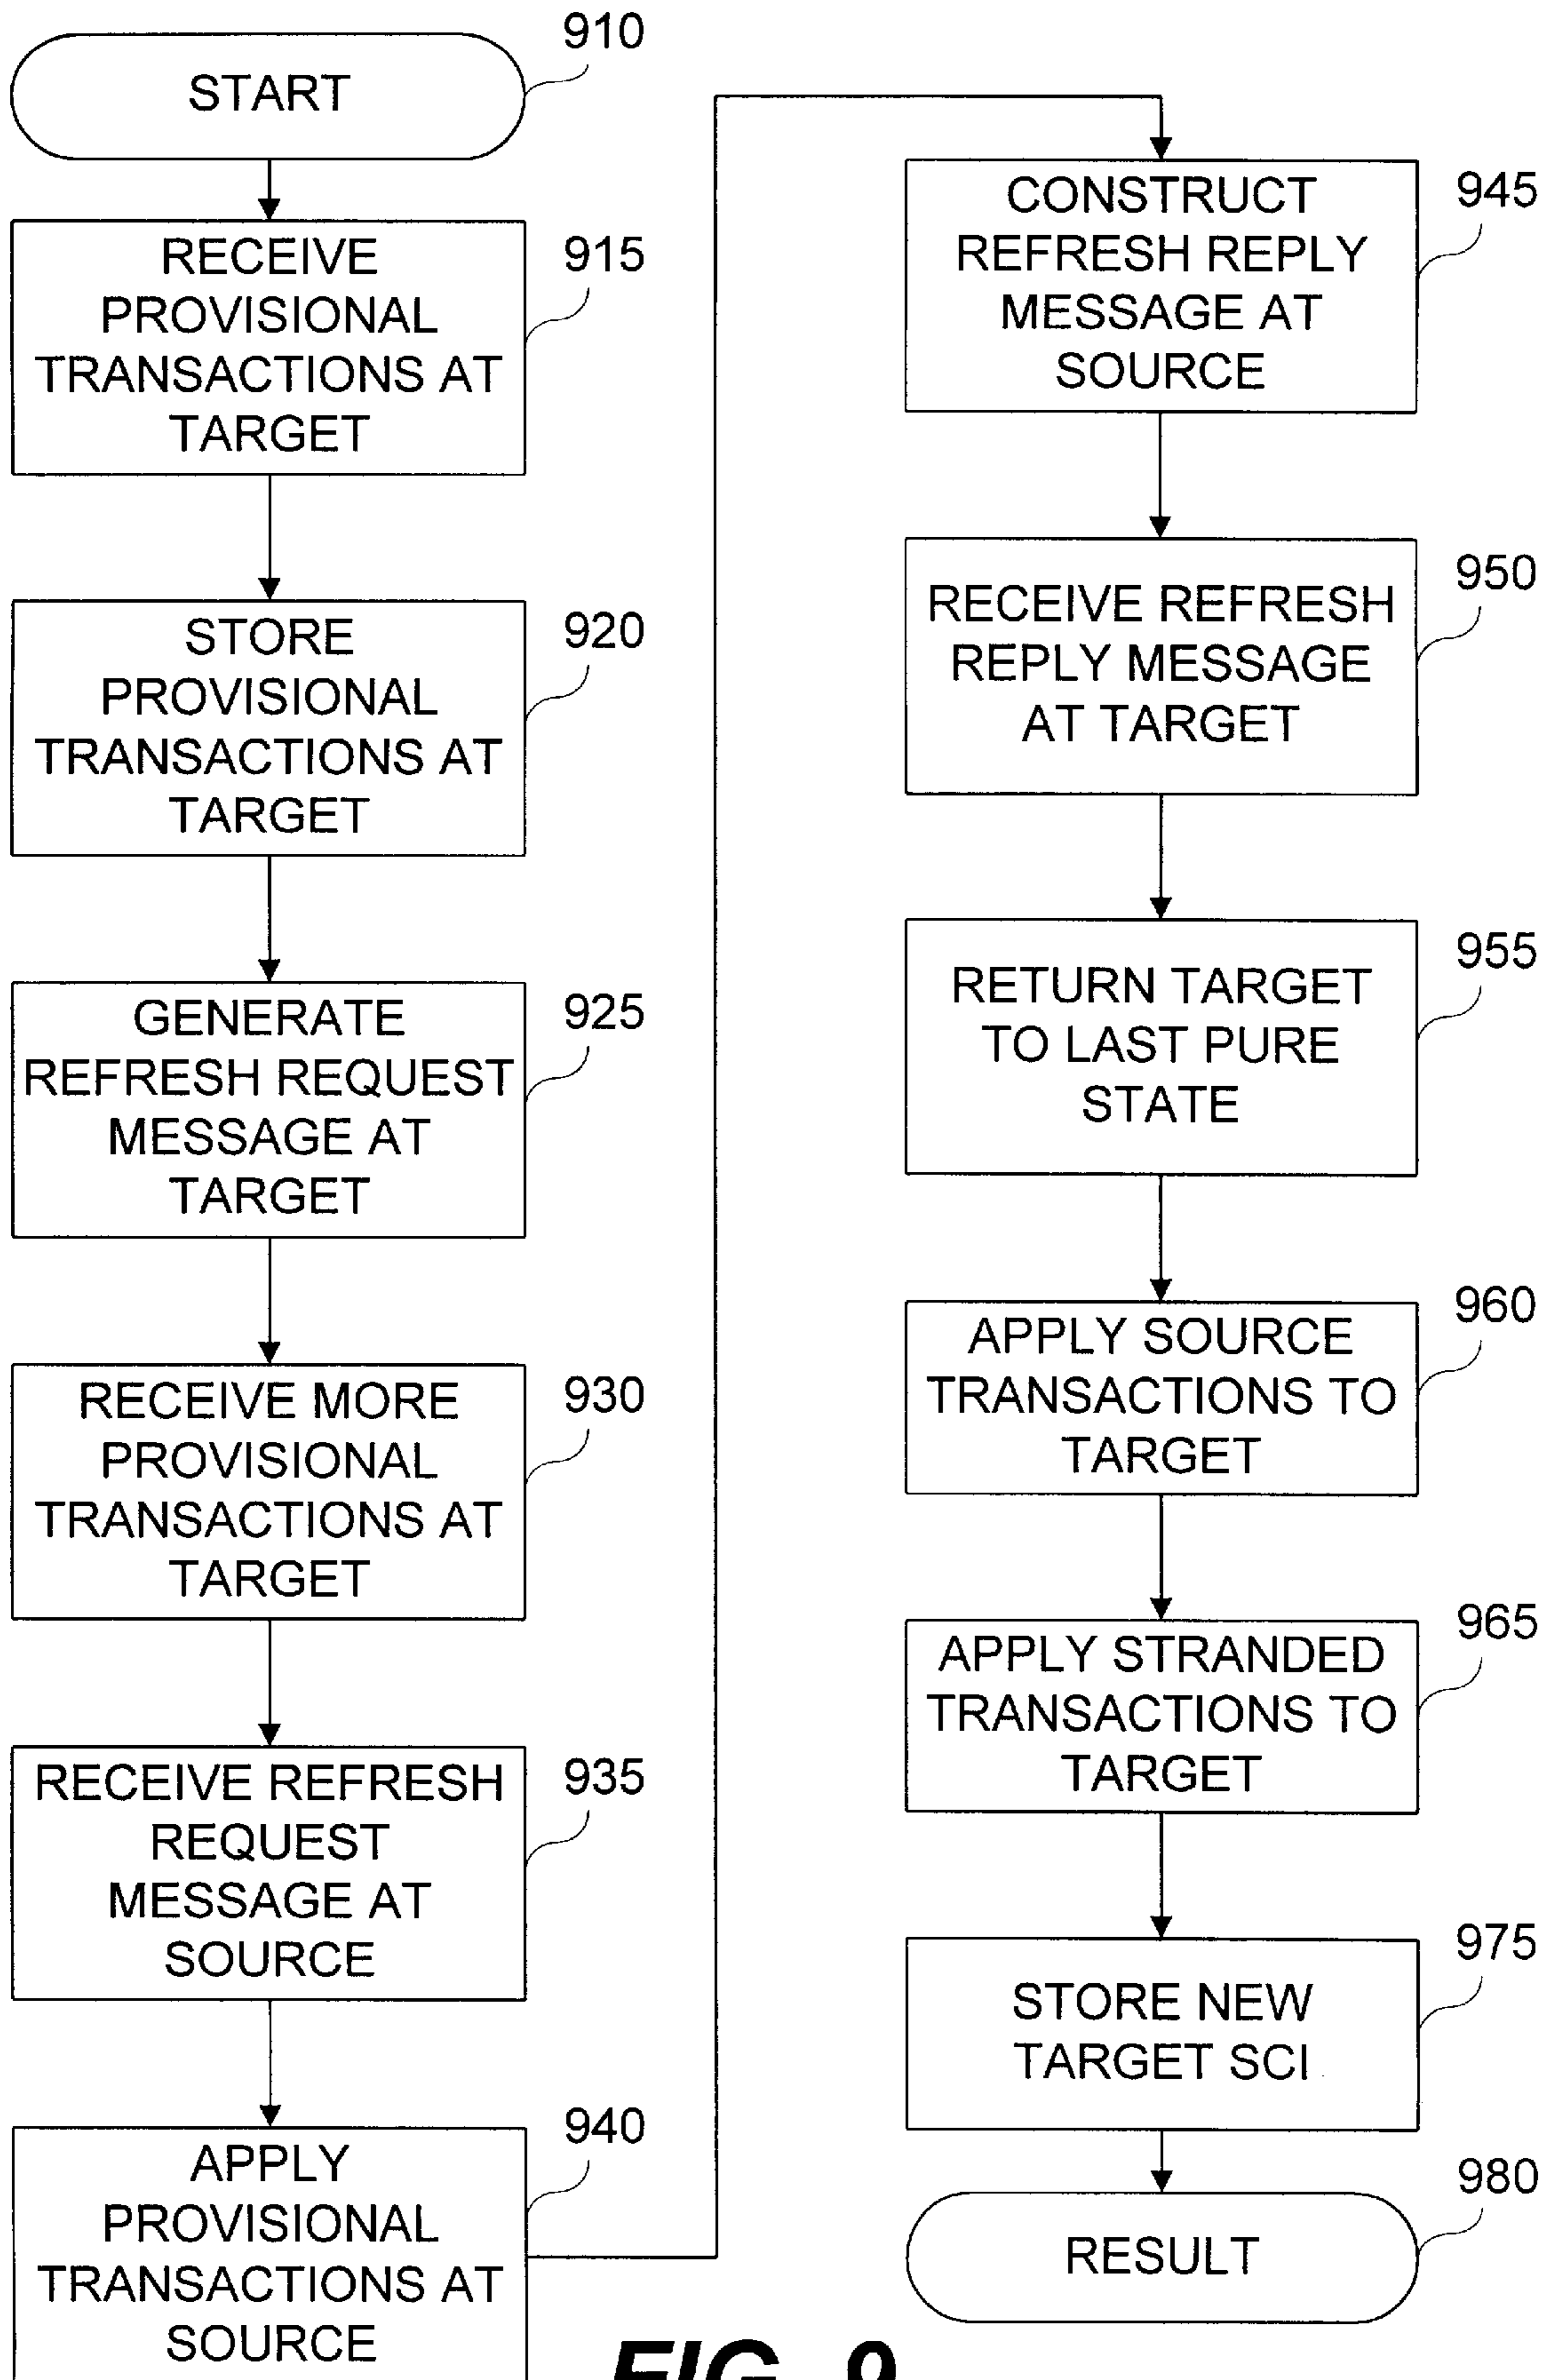 910
START
RECEIVE
PROVISIONAL
TRANSACTIONS AT
TARGET
915
STORE
PROVISIONAL
TRANSACTIONS AT
TARGET
920
GENERATE
REFRESH REQUEST
MESSAGE AT
TARGET
925
RECEIVE MORE
PROVISIONAL
TRANSACTIONS AT
TARGET
930
RECEIVE REFRESH
REQUEST
MESSAGE AT
SOURCE
935
APPLY
PROVISIONAL
TRANSACTIONS AT
SOURCE
940
CONSTRUCT
REFRESH REPLY
MESSAGE AT
SOURCE
945
RECEIVE REFRESH
REPLY MESSAGE
AT TARGET
950
RETURN TARGET
TO LAST PURE
STATE
955
APPLY SOURCE
TRANSACTIONS TO
TARGET
960
APPLY STRANDED
TRANSACTIONS TO
TARGET
965
STORE NEW
TARGET SCI
975
RESULT
980
FIG. 9